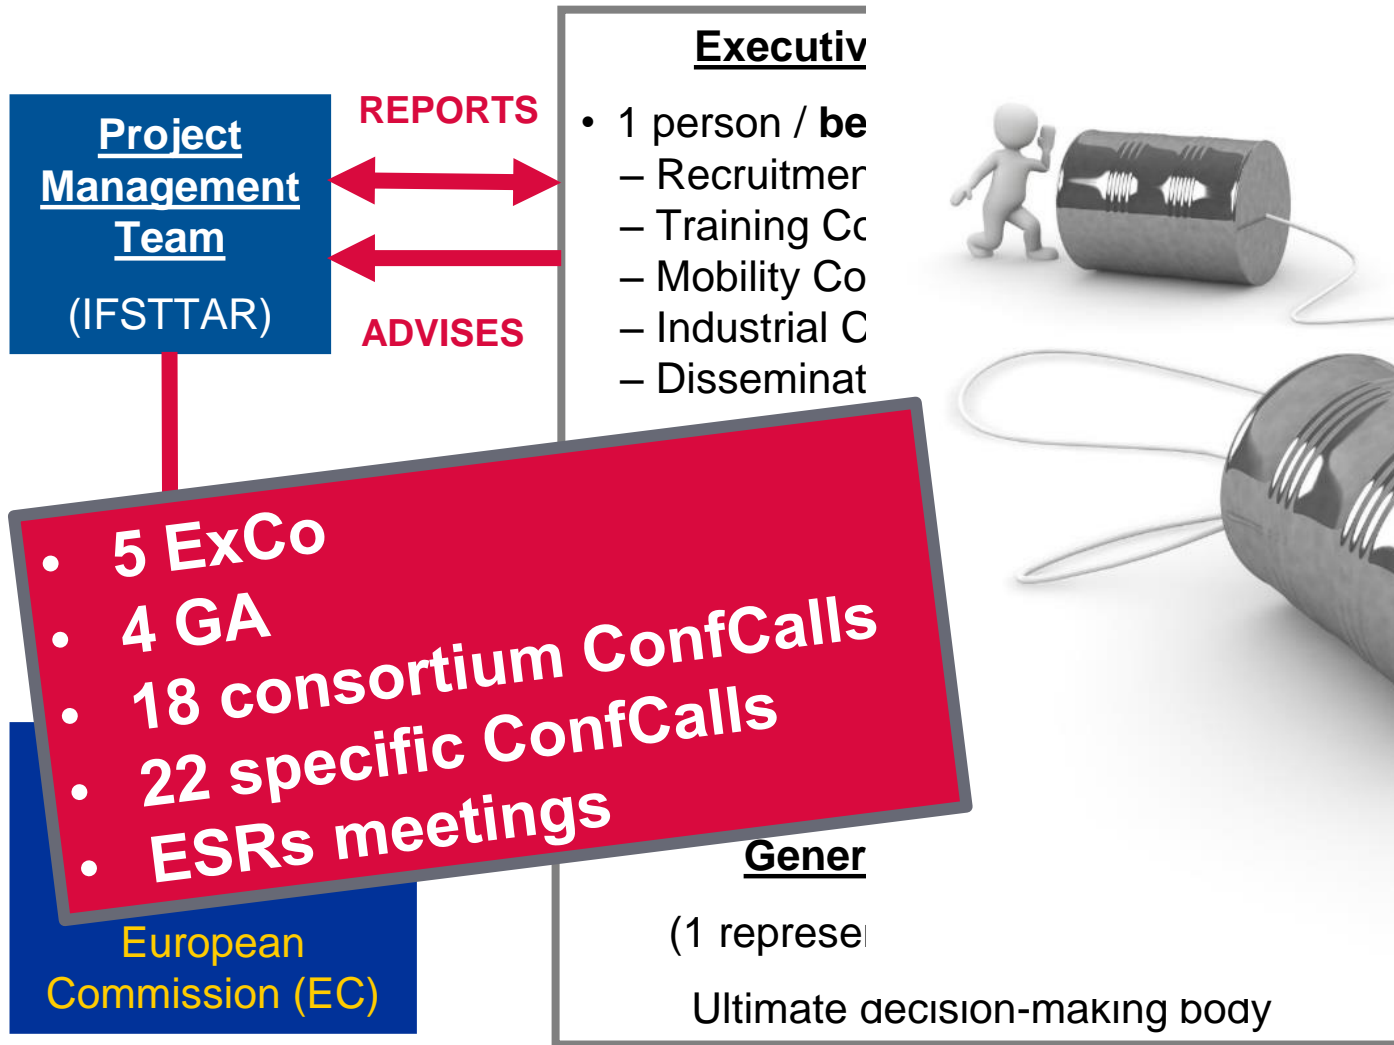 Project
Management
Team
(IFSTTAR)
REPORTS
ADVISES
Executiv
• 1 person / be
– Recruitmer
– Training Co
– Mobility Co
– Industrial C
– Disseminat
• 5 ExCo
• 4 GA
• 18 consortium ConfCalls
• 22 specific ConfCalls
• ESRs meetings
European
Commission (EC)
Gener
(1 represe
Ultimate decision-making body